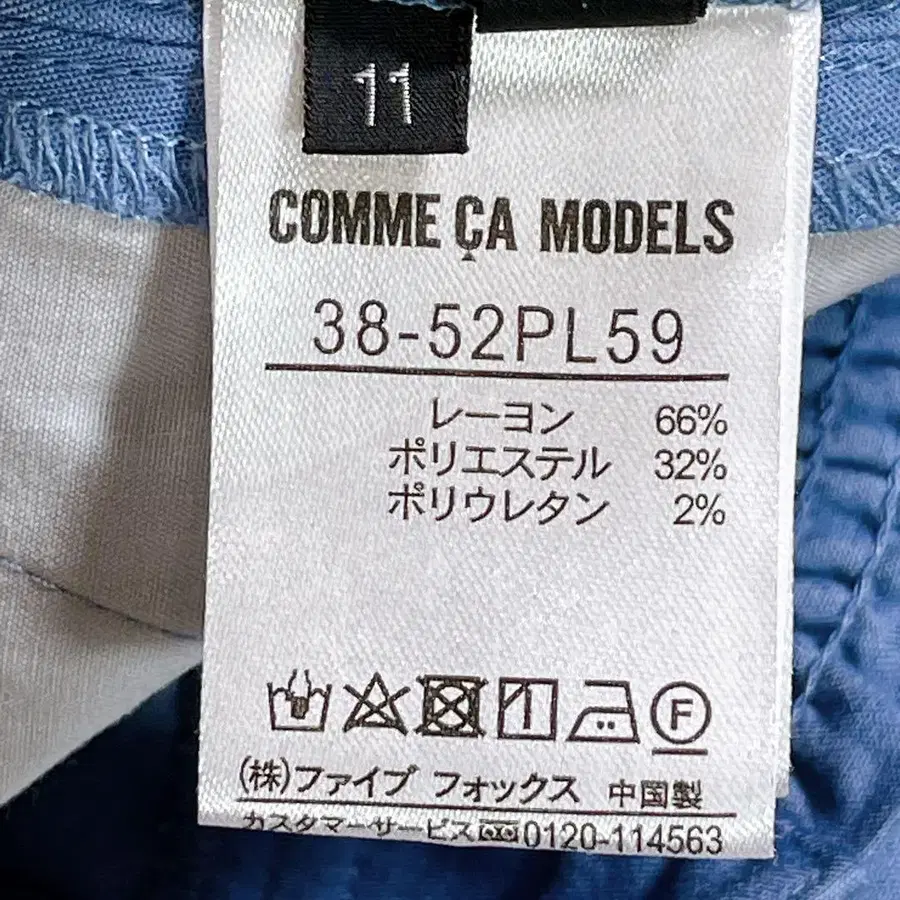 11
COMME ÇA MODELS
38-52PL59
レーヨン 66%
ポリエステル 32%
ポリウレタン 2%
F
(株)ファイブ フォックス 中国製
カスタマーサービス 0120-114563